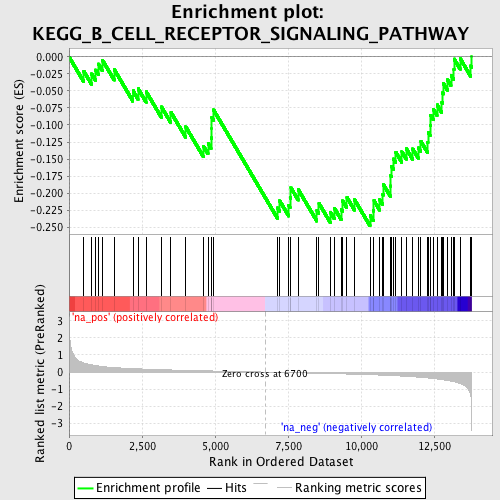 Enrichment plot:
KEGG_B_CELL_RECEPTOR_SIGNALING_PATHWAY
Enrichment score (ES)
0.000
-0.025
-0.050
-0.075
-0.100
-0.125
-0.150
-0.175
-0.200
-0.225
-0.250
Ranked list metric (PreRanked)
'na_pos' (positively correlated)
3
2
1
0
-1
-2
-3
Zero cross at 6700
'na_neg' (negatively correlated)
0
2,500
5,000
7,500
10,000
12,500
Rank in Ordered Dataset
Enrichment profile
Hits
Ranking metric scores